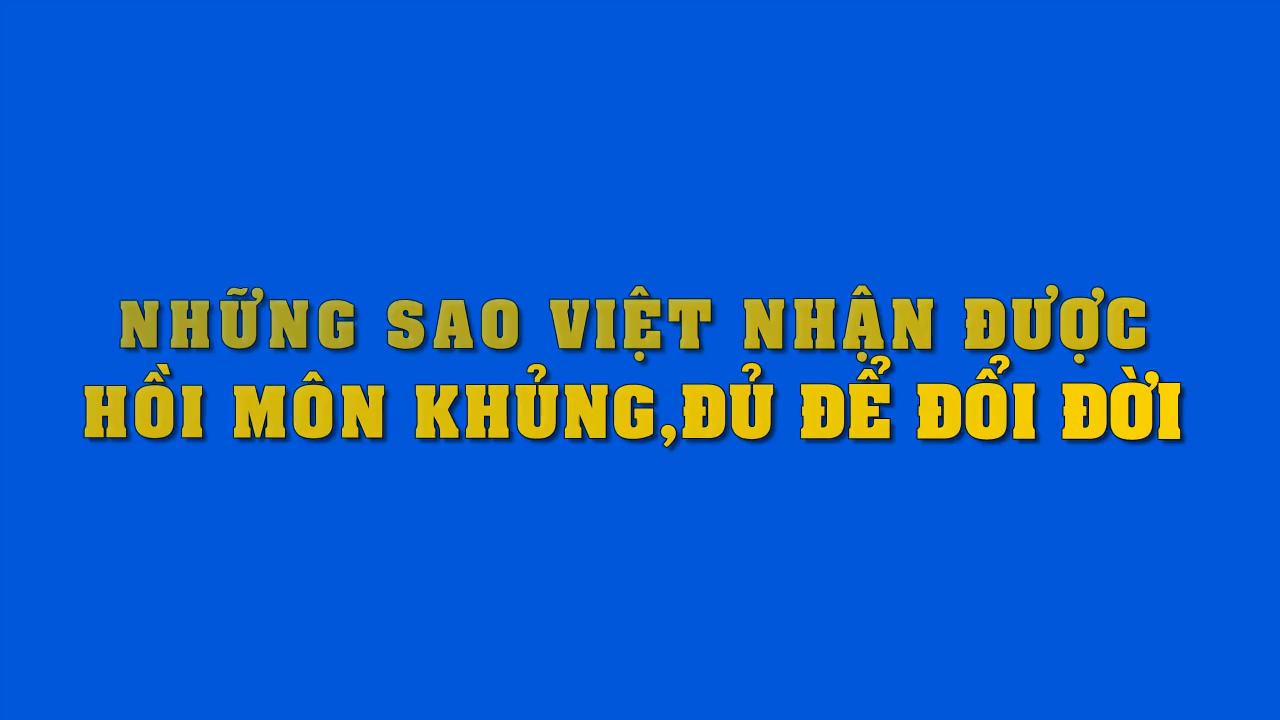 NHỮNG SAO VIỆT NHẬN ĐƯỢC
HỒI MÔN KHỦNG,ĐỦ ĐỂ ĐỔI ĐỜI